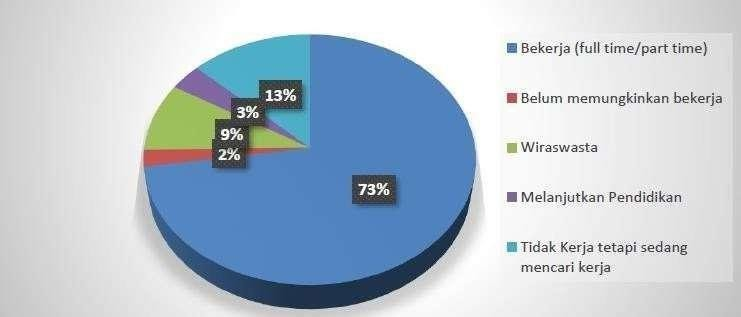 13%
3%
9%
2%
73%
Bekerja (full time/part time)
Belum memungkinkan bekerja
Wiraswasta
Melanjutkan Pendidikan
Tidak Kerja tetapi sedang
mencari kerja